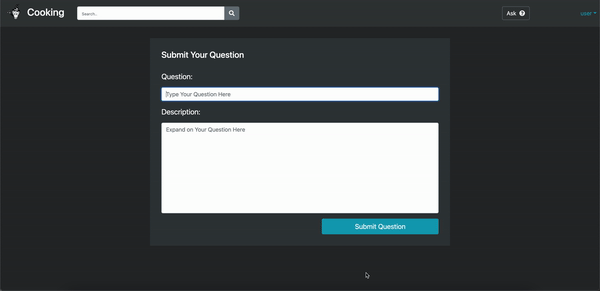 Cooking
Search...
Ask
user
Submit Your Question
Question:
Type Your Question Here
Description:
Expand on Your Question Here
Submit Question